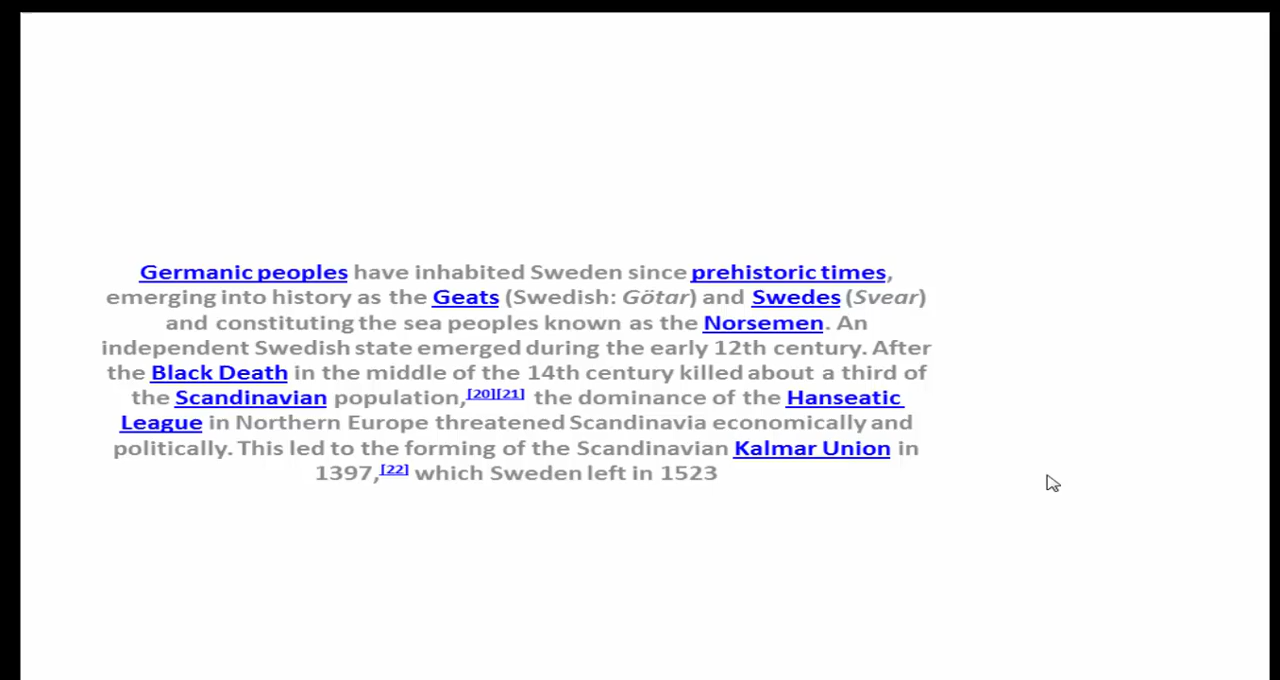 Germanic peoples have inhabited Sweden since prehistoric times,
emerging into history as the Geats (Swedish: Götar) and Swedes (Svear)
and constituting the sea peoples known as the Norsemen. An
independent Swedish state emerged during the early 12th century. After
the Black Death in the middle of the 14th century killed about a third of
the Scandinavian population,[20][21] the dominance of the Hanseatic
League in Northern Europe threatened Scandinavia economically and
politically. This led to the forming of the Scandinavian Kalmar Union in
1397,[22] which Sweden left in 1523